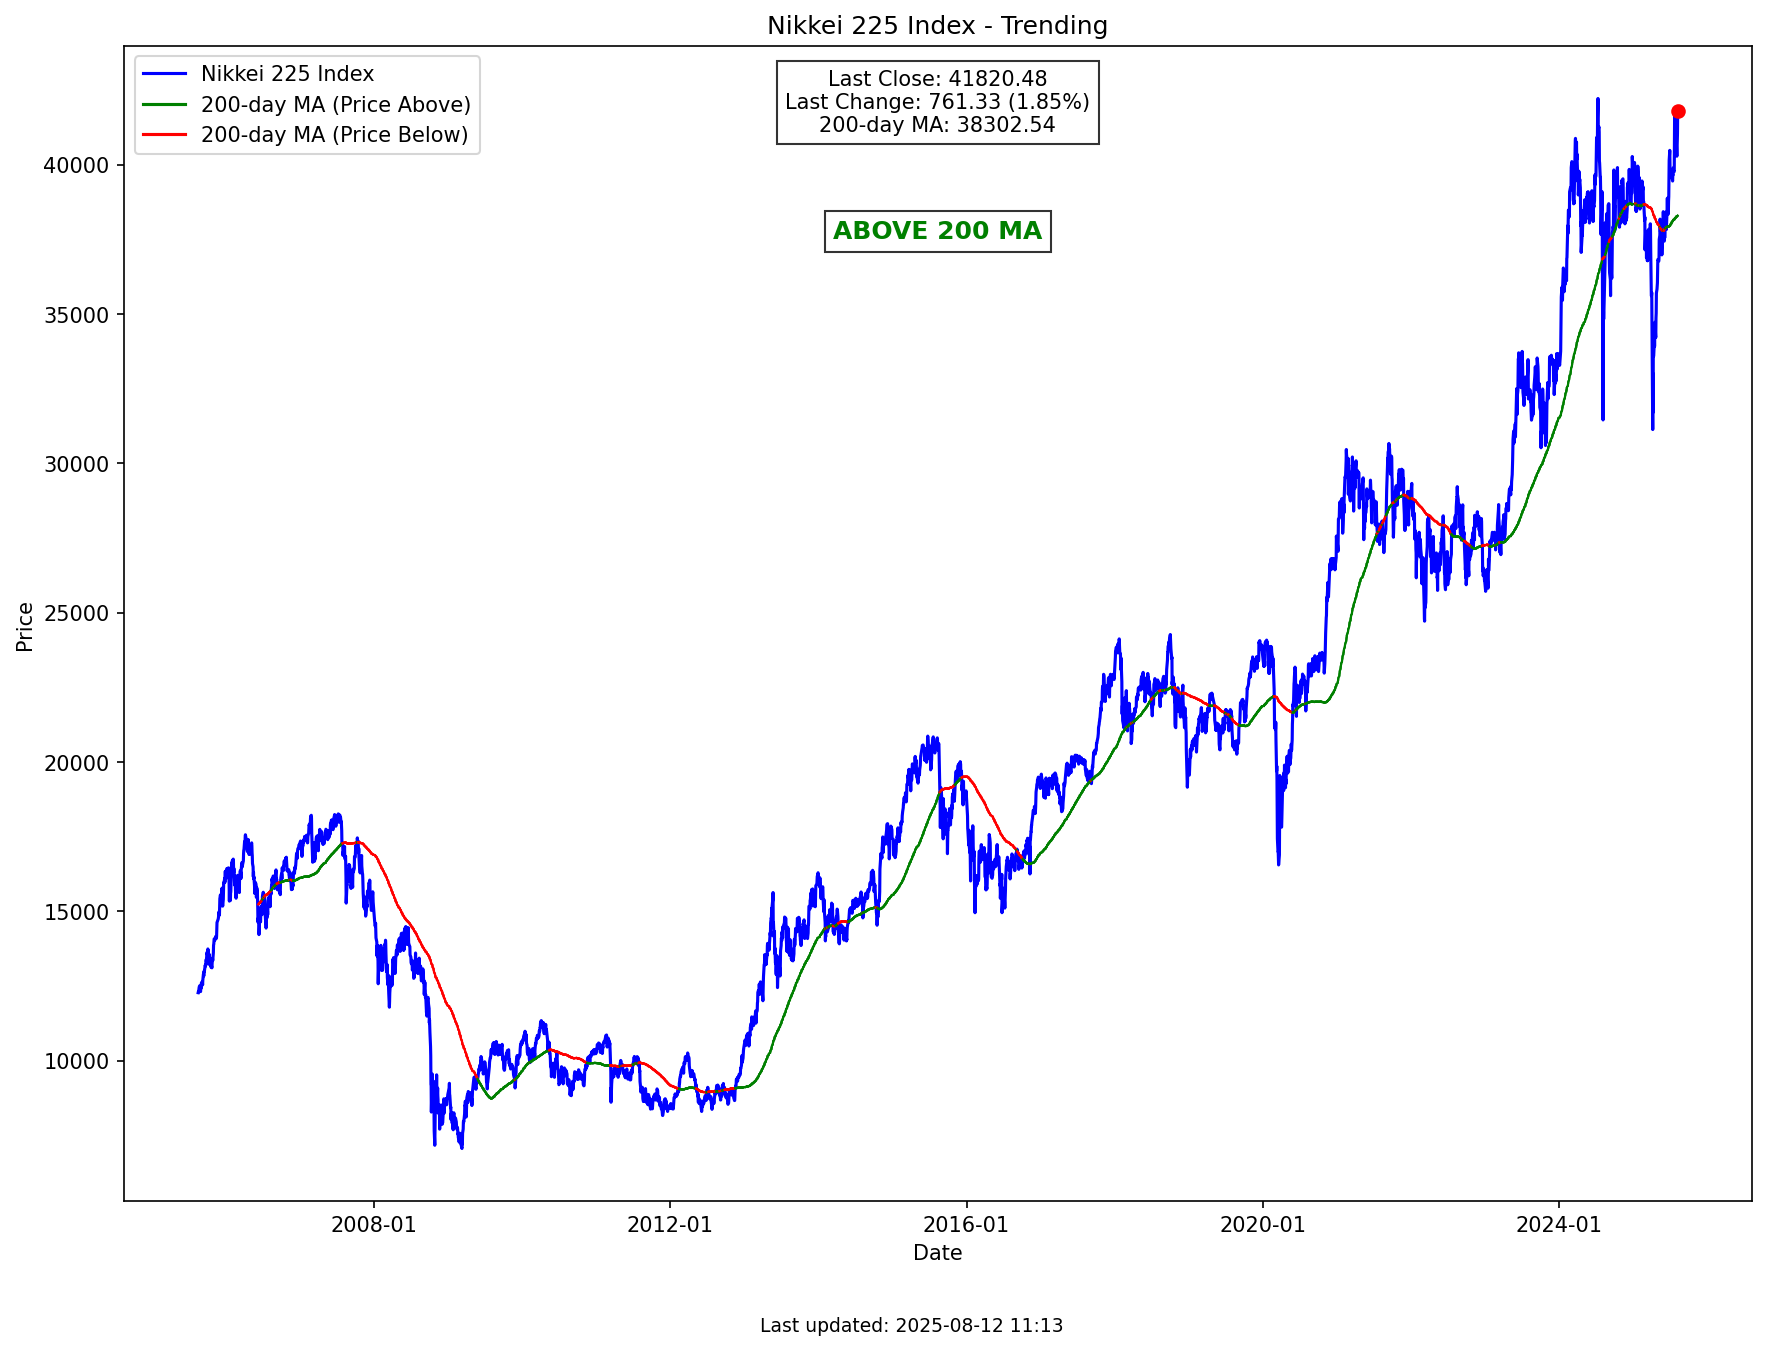 Nikkei 225 Index - Trending
Nikkei 225 Index
200-day MA (Price Above)
200-day MA (Price Below)
Last Close: 41820.48
Last Change: 761.33 (1.85%)
200-day MA: 38302.54
ABOVE 200 MA
Price
40000
35000
30000
25000
20000
15000
10000
2008-01
2012-01
2016-01
2020-01
2024-01
Date
Last updated: 2025-08-12 11:13